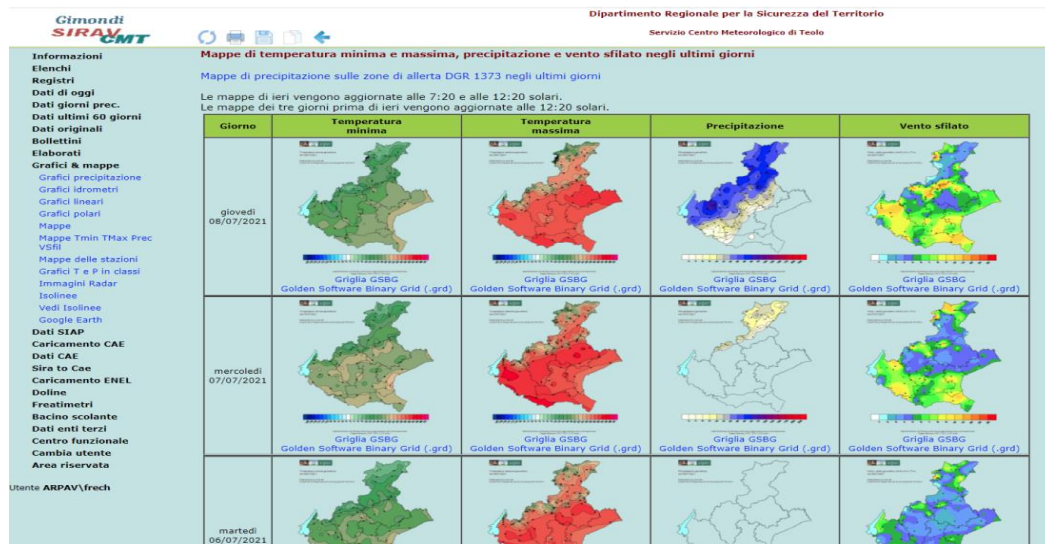 Gimondi
SIRAV
CMT
Dipartimento Regionale per la Sicurezza del Territorio
Servizio Centro Meteorologico di Teolo
Informazioni
Elenchi
Registri
Dati di oggi
Dati giorni prec.
Dati ultimi 60 giorni
Dati originali
Bollettini
Elaborati
Grafici & mappe
Grafici precipitazione
Grafici idrometri
Grafici lineari
Grafici polari
Mappe
Mappe Tmin TMax Prec
VSfil
Mappe delle stazioni
Grafici T e P in classi
Immagini Radar
Isolinee
Vedi Isolinee
Google Earth
Dati SIAP
Caricamento CAE
Dati CAE
Sira to Cae
Caricamento ENEL
Doline
Freatimetri
Bacino scolante
Dati enti terzi
Centro funzionale
Cambia utente
Area riservata
Utente ARPAV\frech
Mappe di temperatura minima e massima, precipitazione e vento sfilato negli ultimi giorni
Mappe di precipitazione sulle zone di allerta DGR 1373 negli ultimi giorni
Le mappe di ieri vengono aggiornate alle 7:20 e alle 12:20 solari.
Le mappe dei tre giorni prima di ieri vengono aggiornate alle 12:20 solari.
Giorno
Temperatura
minima
Temperatura
massima
Precipitazione
Vento sfilato
giovedì
08/07/2021
Griglia GSBG
Golden Software Binary Grid (.grd)
Griglia GSBG
Golden Software Binary Grid (.grd)
Griglia GSBG
Golden Software Binary Grid (.grd)
Griglia GSBG
Golden Software Binary Grid (.grd)
mercoledì
07/07/2021
Griglia GSBG
Golden Software Binary Grid (.grd)
Griglia GSBG
Golden Software Binary Grid (.grd)
Griglia GSBG
Golden Software Binary Grid (.grd)
Griglia GSBG
Golden Software Binary Grid (.grd)
martedì
06/07/2021